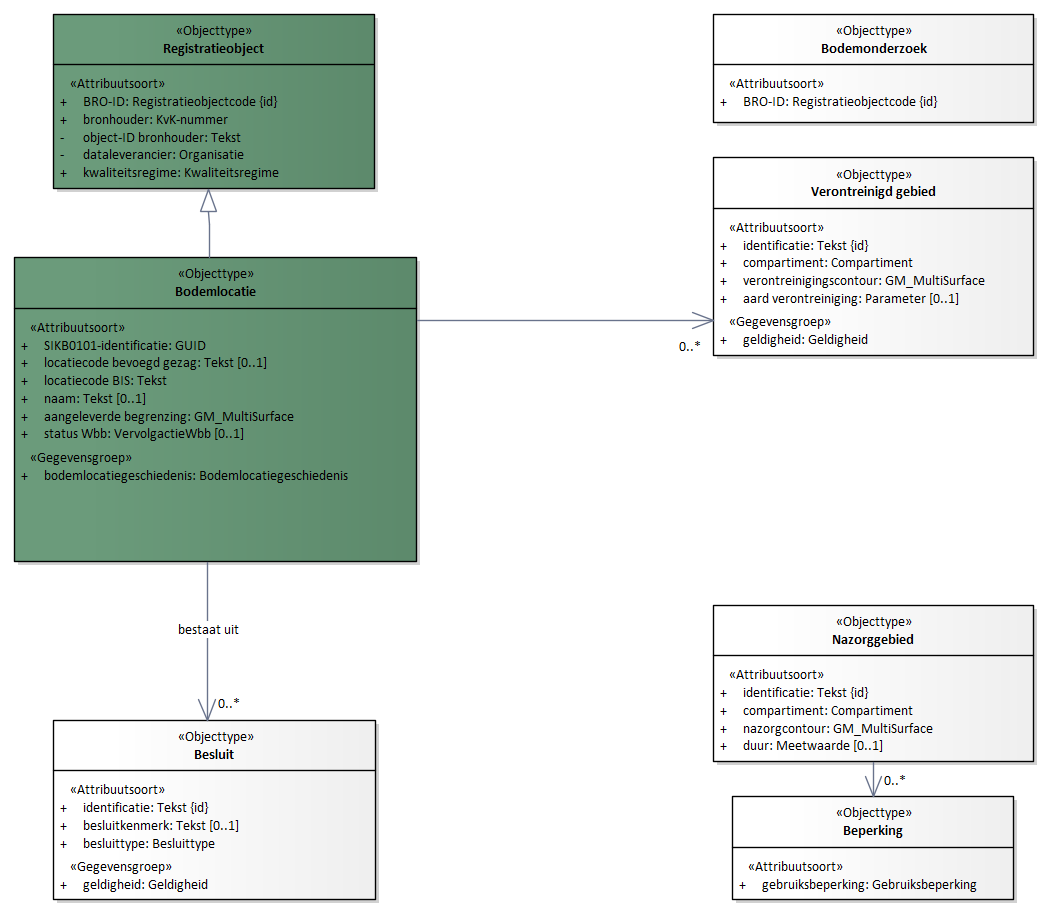 «Objecttype»
Registratieobject
«Attribuutsoort»
+ BRO-ID: Registratieobjectcode {id}
+ bronhouder: KvK-nummer
- object-ID bronhouder: Tekst
- dataleverancier: Organisatie
+ kwaliteitsregime: Kwaliteitsregime
«Objecttype»
Bodemonderzoek
«Attribuutsoort»
+ BRO-ID: Registratieobjectcode {id}
«Objecttype»
Verontreinigd gebied
«Attribuutsoort»
+ identificatie: Tekst {id}
+ compartiment: Compartiment
+ verontreinigingscontour: GM_MultiSurface
+ aard verontreiniging: Parameter [0..1]
«Gegevensgroep»
+ geldigheid: Geldigheid
«Objecttype»
Bodemlocatie
«Attribuutsoort»
+ SIKB0101-identificatie: GUID
+ locatiecode bevoegd gezag: Tekst [0..1]
+ locatiecode BIS: Tekst
+ naam: Tekst [0..1]
+ aangeleverde begrenzing: GM_MultiSurface
+ status Wbb: VervolgactieWbb [0..1]
«Gegevensgroep»
+ bodemlocatiegeschiedenis: Bodemlocatiegeschiedenis
0..*
bestaat uit
0..*
«Objecttype»
Besluit
«Attribuutsoort»
+ identificatie: Tekst {id}
+ besluitkenmerk: Tekst [0..1]
+ besluittype: Besluittype
«Gegevensgroep»
+ geldigheid: Geldigheid
«Objecttype»
Nazorggebied
«Attribuutsoort»
+ identificatie: Tekst {id}
+ compartiment: Compartiment
+ nazorgcontour: GM_MultiSurface
+ duur: Meetwaarde [0..1]
0..*
«Objecttype»
Beperking
«Attribuutsoort»
+ gebruiksbeperking: Gebruiksbeperking